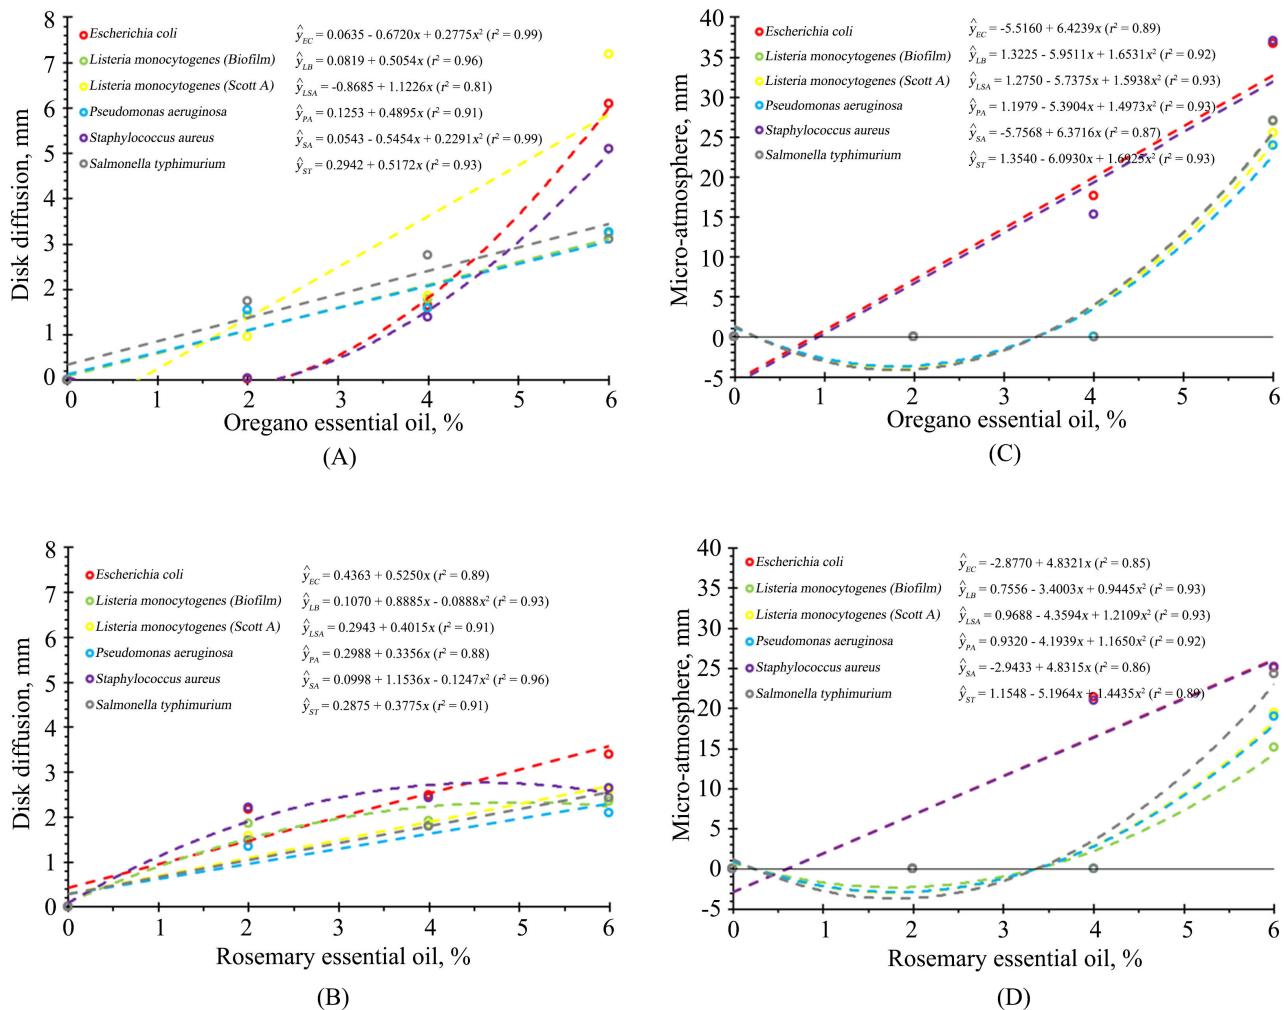 8
7
6
5
4
3
2
1
0
Disk diffusion, mm
Escherichia coli ŷEC = 0.0635 - 0.6720x + 0.2775x² (r² = 0.99)
Listeria monocytogenes (Biofilm) ŷLB = 0.0819 + 0.5054x (r² = 0.96)
Listeria monocytogenes (Scott A) ŷLSA = -0.8685 + 1.1226x (r² = 0.81)
Pseudomonas aeruginosa ŷPA = 0.1253 + 0.4895x (r² = 0.91)
Staphylococcus aureus ŷSA = 0.0543 - 0.5454x + 0.2291x² (r² = 0.99)
Salmonella typhimurium ŷST = 0.2942 + 0.5172x (r² = 0.93)
0 1 2 3 4 5 6
Oregano essential oil, %
(A)
40
35
30
25
20
15
10
5
0
-5
Micro-atmosphere, mm
Escherichia coli ŷEC = -5.5160 + 6.4239x (r² = 0.89)
Listeria monocytogenes (Biofilm) ŷLB = 1.3225 - 5.9511x + 1.6531x² (r² = 0.92)
Listeria monocytogenes (Scott A) ŷLSA = 1.2750 - 5.7375x + 1.5938x² (r² = 0.93)
Pseudomonas aeruginosa ŷPA = 1.1979 - 5.3904x + 1.4973x² (r² = 0.93)
Staphylococcus aureus ŷSA = -5.7568 + 6.3716x (r² = 0.87)
Salmonella typhimurium ŷST = 1.3540 - 6.0930x + 1.6925x² (r² = 0.93)
0 1 2 3 4 5 6
Oregano essential oil, %
(C)
8
7
6
5
4
3
2
1
0
Disk diffusion, mm
Escherichia coli ŷEC = 0.4363 + 0.5250x (r² = 0.89)
Listeria monocytogenes (Biofilm) ŷLB = 0.1070 + 0.8885x - 0.0888x² (r² = 0.93)
Listeria monocytogenes (Scott A) ŷLSA = 0.2943 + 0.4015x (r² = 0.91)
Pseudomonas aeruginosa ŷPA = 0.2988 + 0.3356x (r² = 0.88)
Staphylococcus aureus ŷSA = 0.0998 + 1.1536x - 0.1247x² (r² = 0.96)
Salmonella typhimurium ŷST = 0.2875 + 0.3775x (r² = 0.91)
0 1 2 3 4 5 6
Rosemary essential oil, %
(B)
40
35
30
25
20
15
10
5
0
-5
Micro-atmosphere, mm
Escherichia coli ŷEC = -2.8770 + 4.8321x (r² = 0.85)
Listeria monocytogenes (Biofilm) ŷLB = 0.7556 - 3.4003x + 0.9445x² (r² = 0.93)
Listeria monocytogenes (Scott A) ŷLSA = 0.9688 - 4.3594x + 1.2109x² (r² = 0.93)
Pseudomonas aeruginosa ŷPA = 0.9320 - 4.1939x + 1.1650x² (r² = 0.92)
Staphylococcus aureus ŷSA = -2.9433 + 4.8315x (r² = 0.86)
Salmonella typhimurium ŷST = 1.1548 - 5.1964x + 1.4435x² (r² = 0.89)
0 1 2 3 4 5 6
Rosemary essential oil, %
(D)